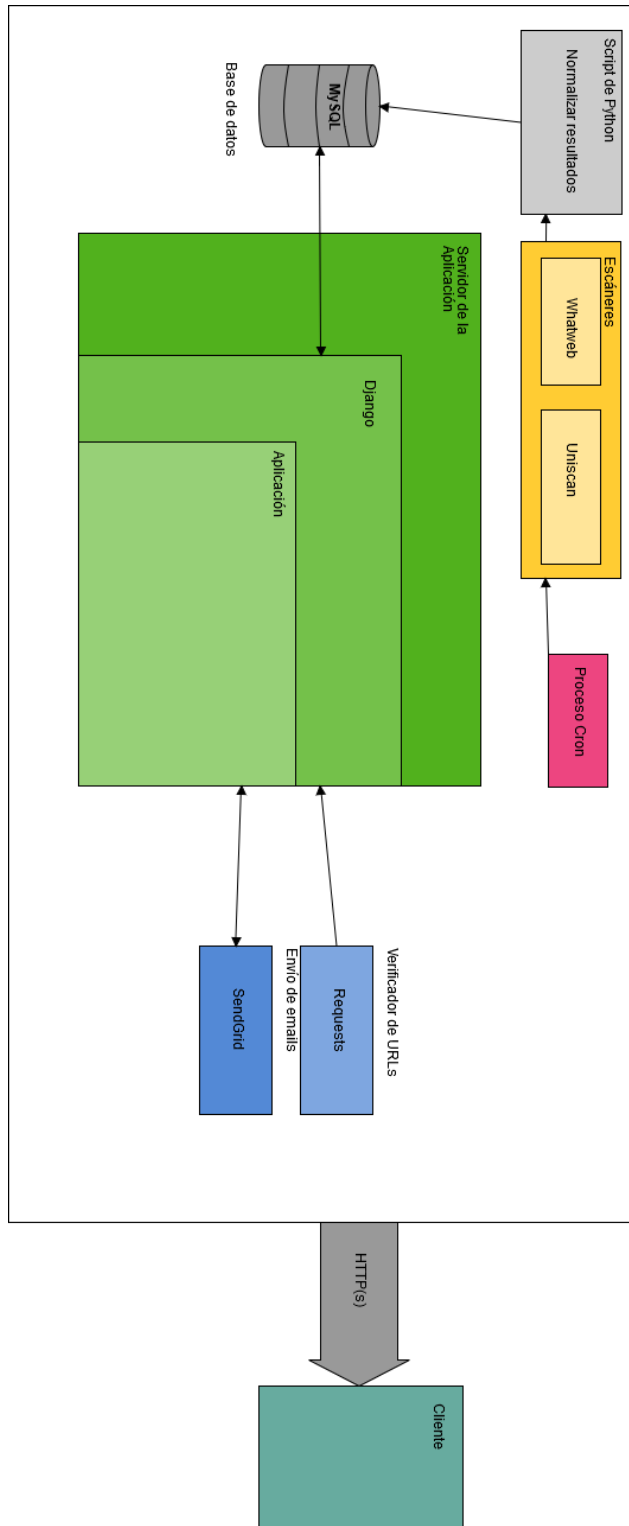 Script de Python
Normalizar resultados
Escáneres
Whatweb
Uniscan
Proceso Cron
MySQL
Base de datos
Servidor de la
Aplicación
Django
Aplicación
Verificador de URLs
Requests
Envío de emails
SendGrid
HTTP(s)
Cliente